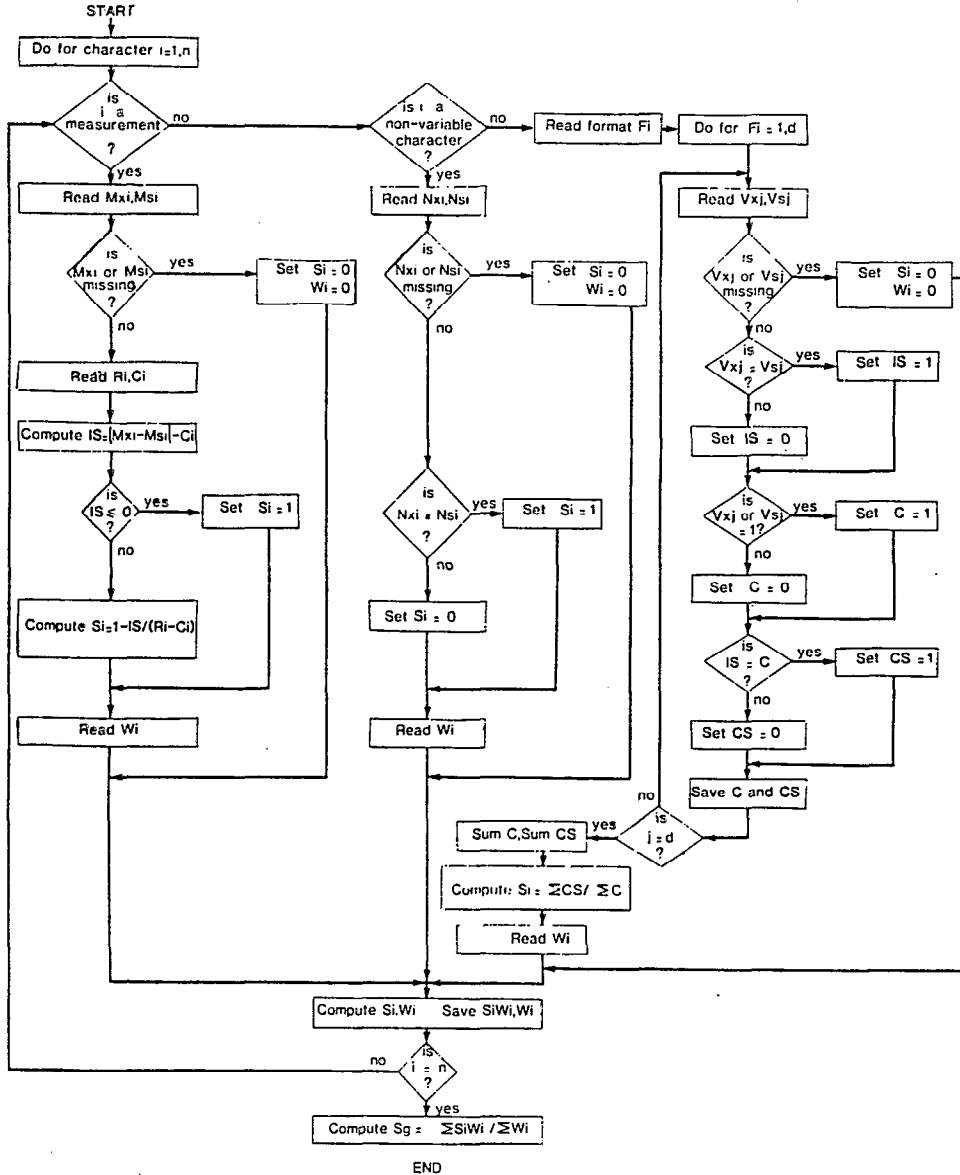 START
Do for character i=1,n
is
i a
measurement
?
no
yes
is i a
non-variable
character
?
no
yes
Read format Fi
Do for Fi = 1,d
Read Mxi,Msi
Read Nxi,Nsi
Read Vxj,Vsj
is
Mxi or Msi
missing
?
yes
no
Set Si = 0
Wi = 0
is
Nxi or Nsi
missing
?
yes
no
Set Si = 0
Wi = 0
is
Vxj or Vsj
missing
?
yes
no
Set Si = 0
Wi = 0
Read Ri,Ci
is
Vxj = Vsj
?
yes
no
Set IS = 1
Compute IS=|Mxi-Msi|-Ci
Set IS = 0
is
IS ≤ 0
?
yes
no
Set Si = 1
is
Nxi = Nsi
?
yes
no
Set Si = 1
is
Vxj or Vsj
=1?
yes
no
Set C = 1
Set C = 0
Compute Si=1-IS/(Ri-Ci)
Set Si = 0
is
IS = C
?
yes
no
Set CS = 1
Read Wi
Read Wi
Set CS = 0
Save C and CS
no
is
j=d
?
yes
Sum C,Sum CS
Compute Si = ΣCS/ ΣC
Read Wi
Compute Si,Wi Save SiWi,Wi
no
is
i = n
?
yes
Compute Sg = ΣSiWi / ΣWi
END